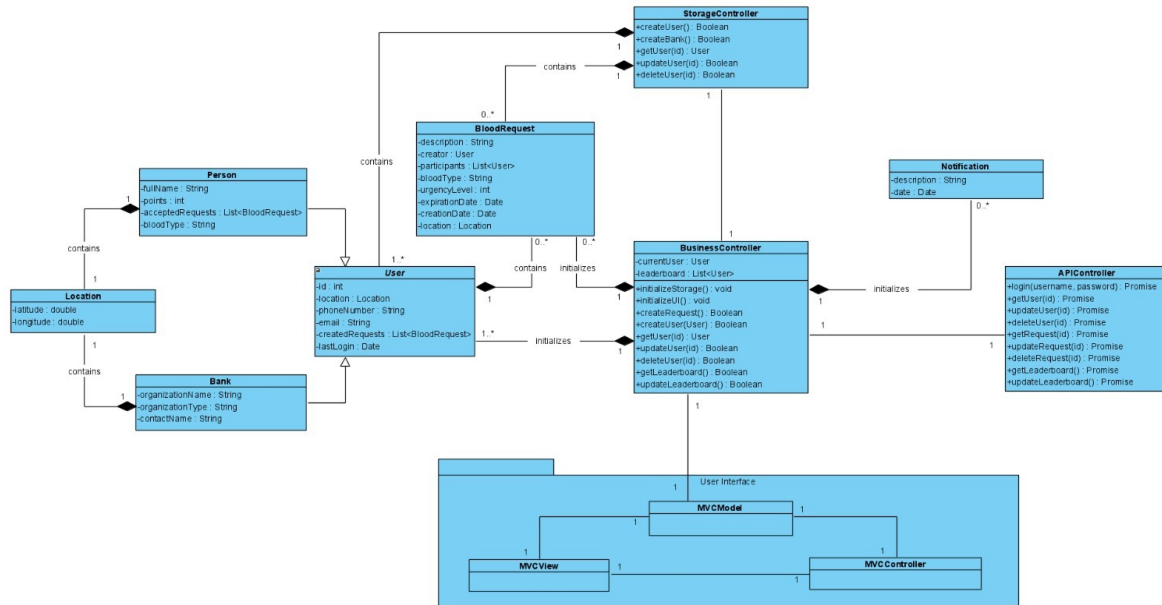 StorageController
+createUser() : Boolean
+createBank() : Boolean
+getUser(id) : User
+updateUser(id) : Boolean
+deleteUser(id) : Boolean
1
contains
1
1
0..*
BloodRequest
-description : String
-creator : User
-participants : List<User>
-bloodType : String
-urgencyLevel : int
-expirationDate : Date
-creationDate : Date
-location : Location
0..*
0..*
contains
Notification
-description : String
-date : Date
0..*
Person
-fullName : String
-points : int
-acceptedRequests : List<BloodRequest>
-bloodType : String
1
contains
1
Location
-latitude : double
-longitude : double
1
contains
1
1..*
User
-id : int
-location : Location
-phoneNumber : String
-email : String
-createdRequests : List<BloodRequest>
-lastLogin : Date
contains
1
initializes
1
1..*
initializes
1
1
BusinessController
-currentUser : User
-leaderboard : List<User>
+initializeStorage() : void
+initializeUI() : void
+createRequest() : Boolean
+createUser(User) : Boolean
+getUser(id) : User
+updateUser(id) : Boolean
+deleteUser(id) : Boolean
+getLeaderboard() : Boolean
+updateLeaderboard() : Boolean
1
initializes
1
1
APIController
+login(username, password) : Promise
+getUser(id) : Promise
+updateUser(id) : Promise
+deleteUser(id) : Promise
+getRequest(id) : Promise
+updateRequest(id) : Promise
+deleteRequest(id) : Promise
+getLeaderboard() : Promise
+updateLeaderboard() : Promise
Bank
-organizationName : String
-organizationType : String
-contactName : String
1
User Interface
1
MVCModel
1
1
MVCView
1
1
1
1
MVCController